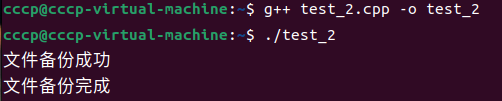 cccp@cccp-virtual-machine:~$ g++ test_2.cpp -o test_2
cccp@cccp-virtual-machine:~$ ./test_2
文件备份成功
文件备份完成